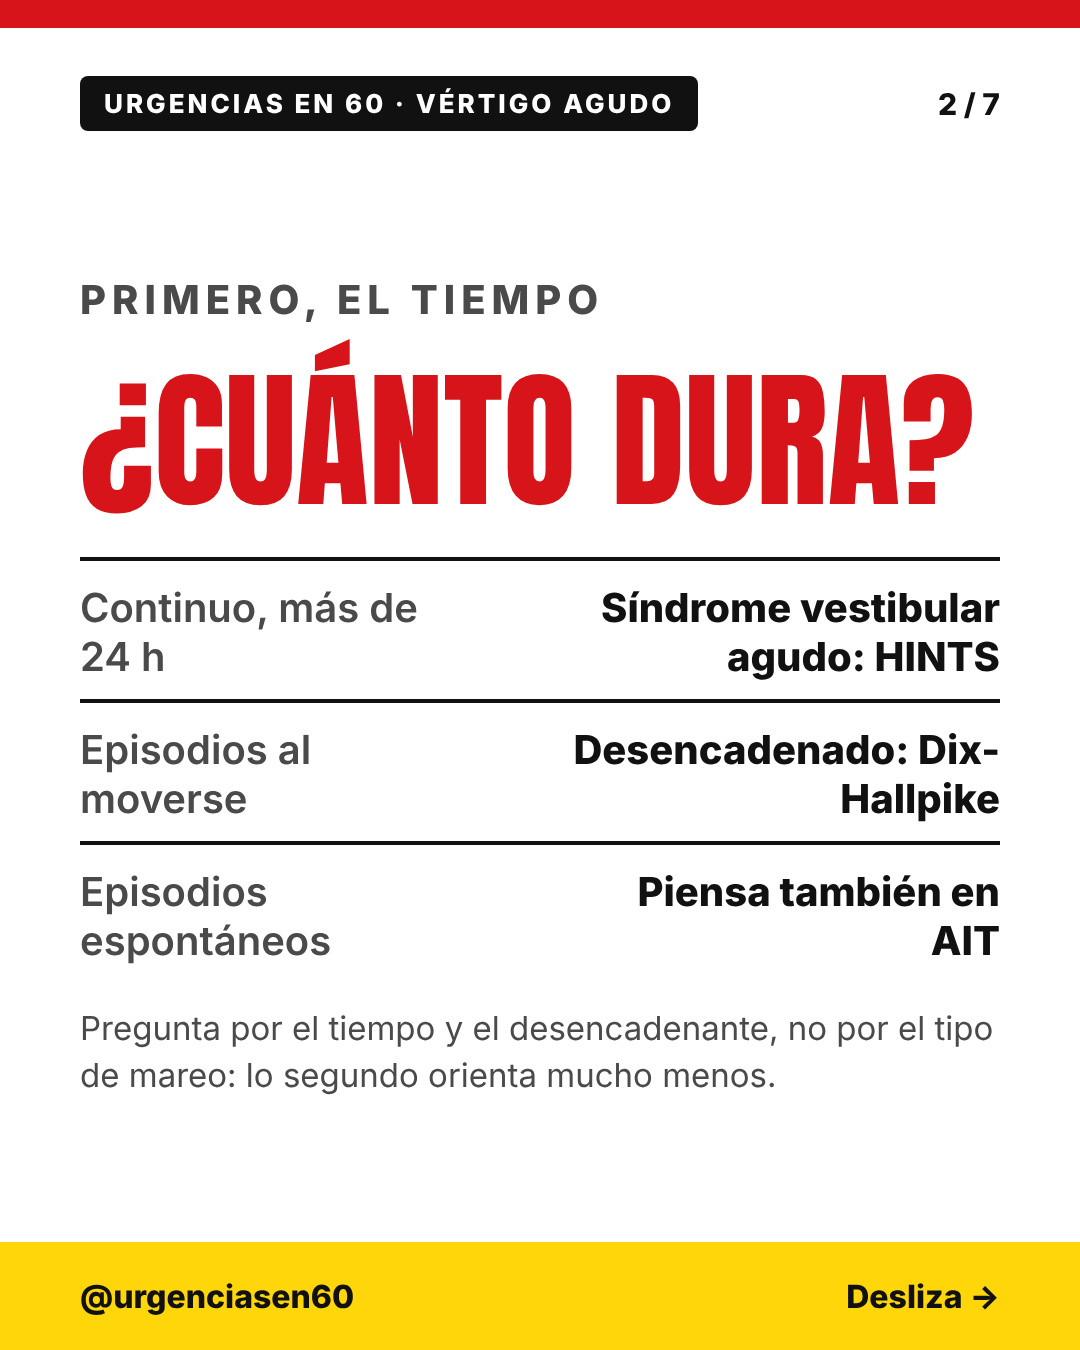 URGENCIAS EN 60 · VÉRTIGO AGUDO
2 / 7
PRIMERO, EL TIEMPO
¿CUÁNTO DURA?
Continuo, más de
24 h
Síndrome vestibular
agudo: HINTS
Episodios al
moverse
Desencadenado: Dix-
Hallpike
Episodios
espontáneos
Piensa también en
AIT
Pregunta por el tiempo y el desencadenante, no por el tipo
de mareo: lo segundo orienta mucho menos.
@urgenciasen60
Desliza →